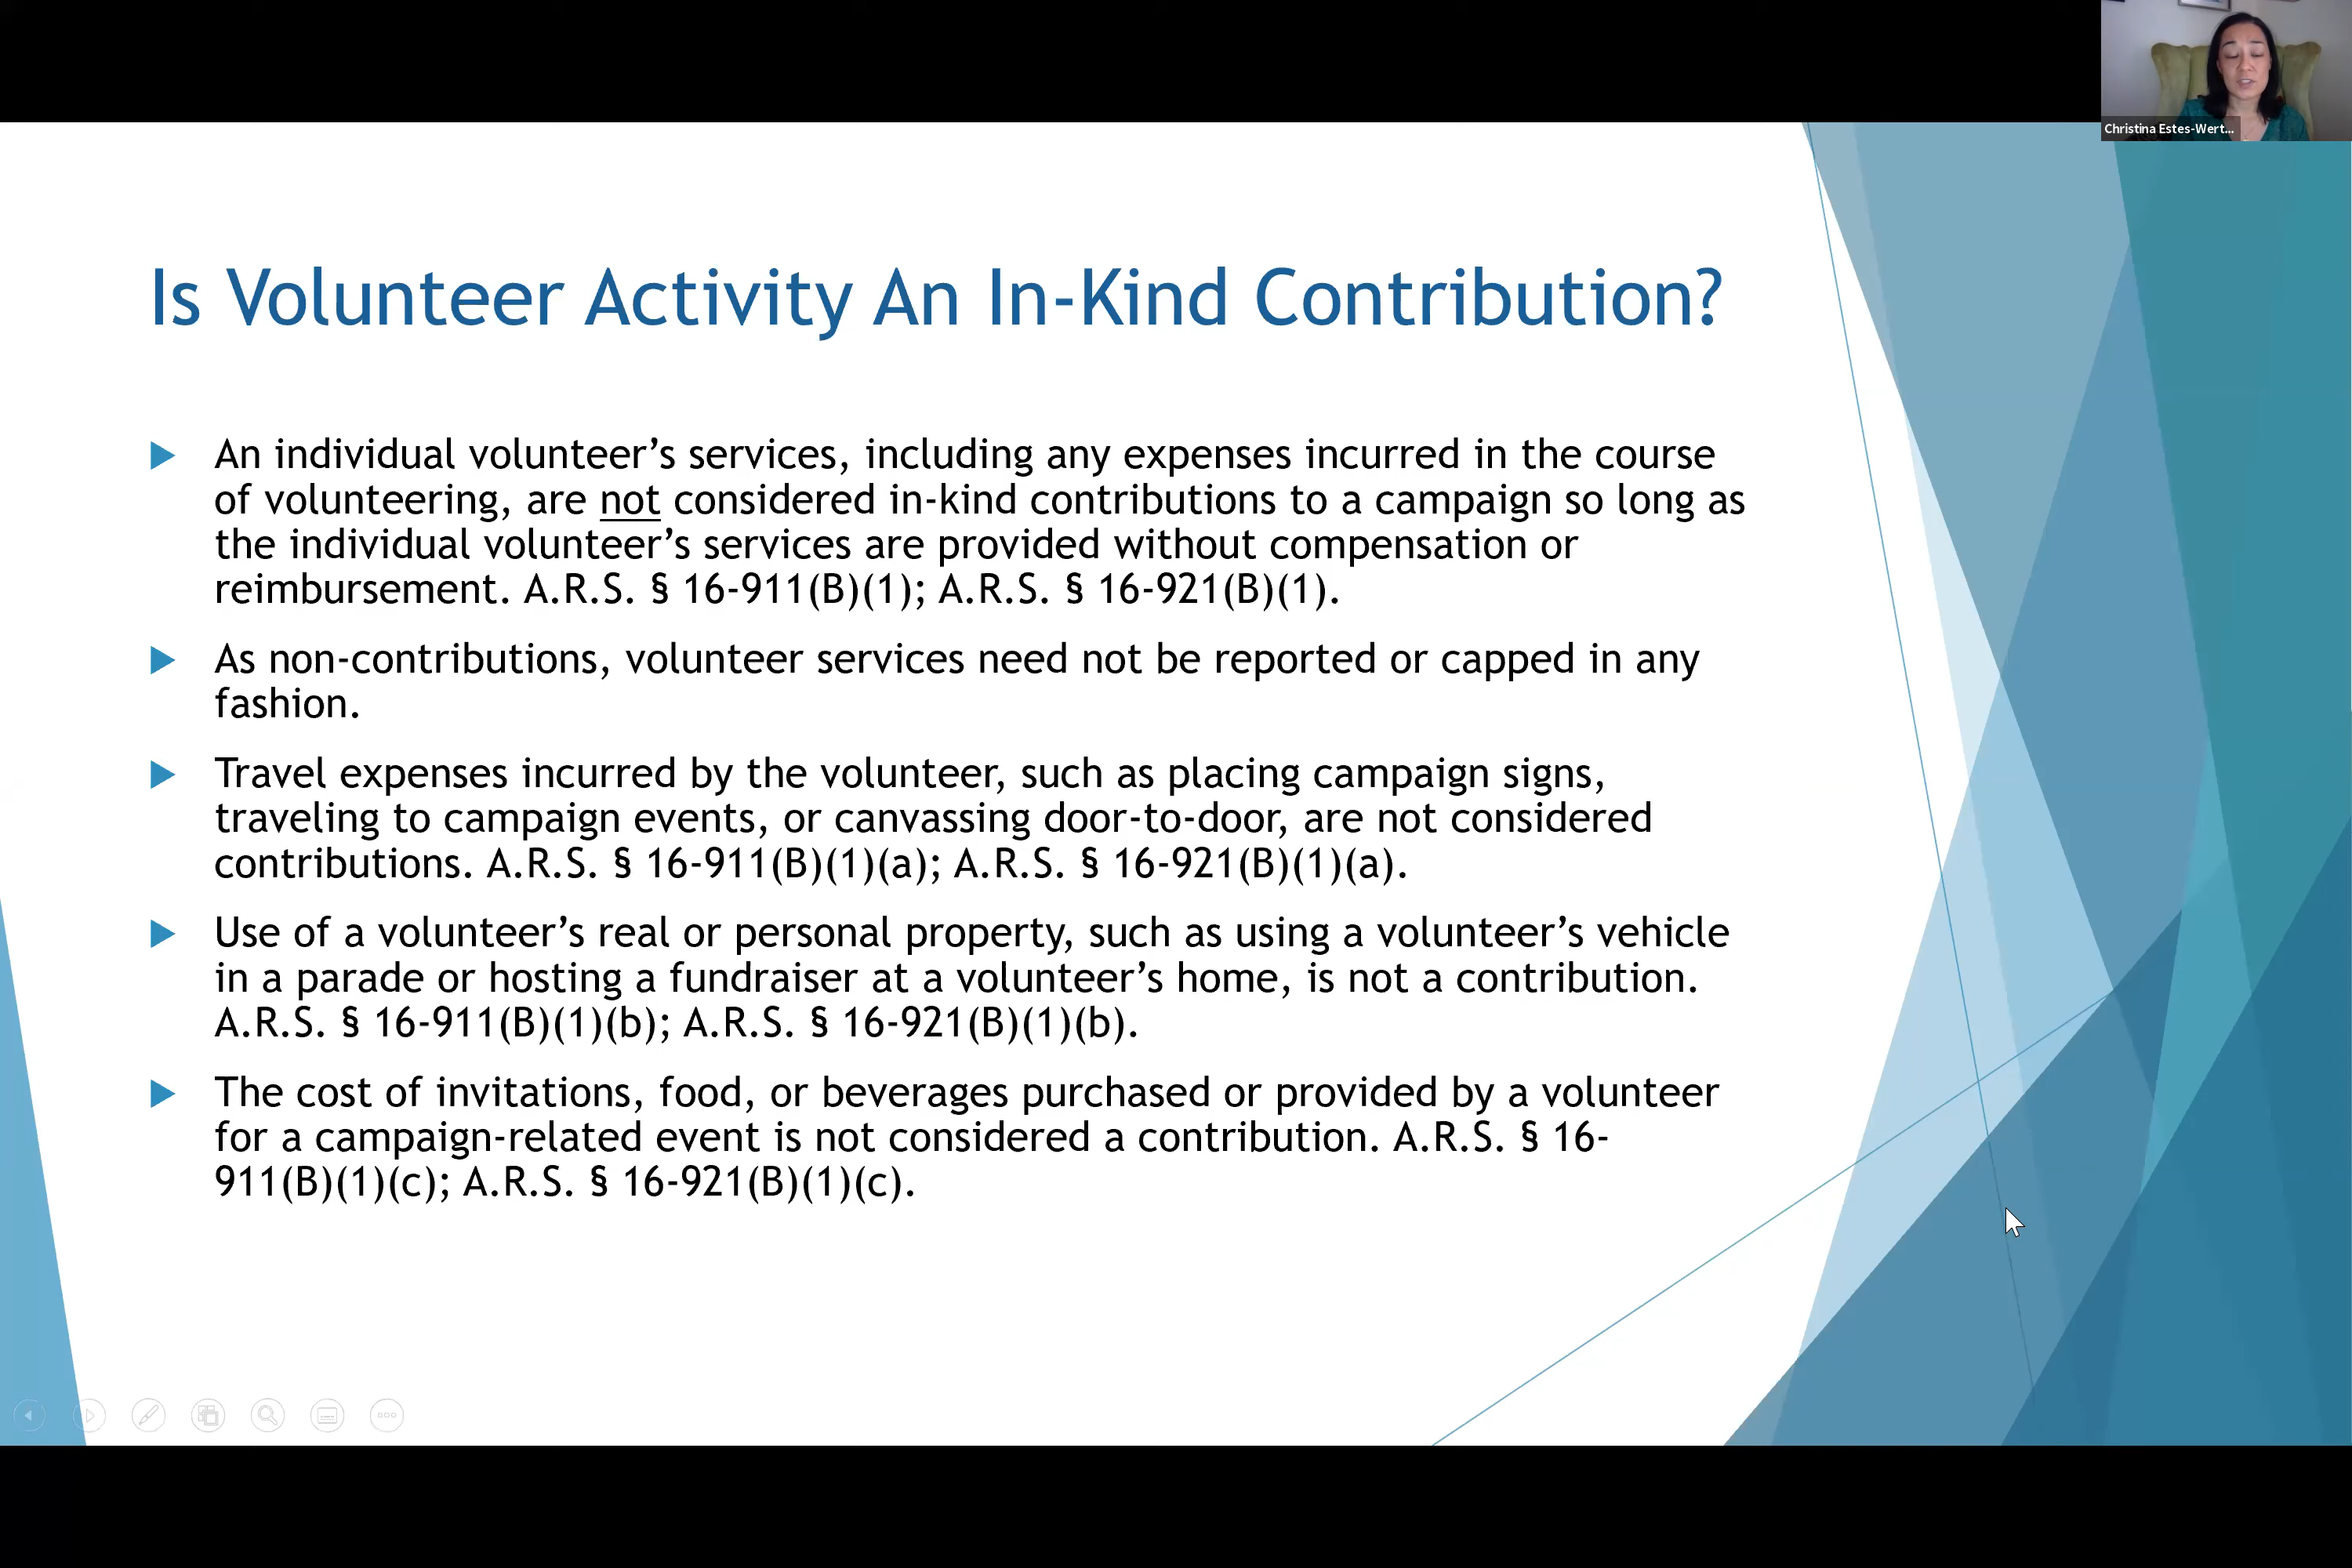 Christina Estes-Wert...
Is Volunteer Activity An In-Kind Contribution?
An individual volunteer’s services, including any expenses incurred in the course
of volunteering, are not considered in-kind contributions to a campaign so long as
the individual volunteer’s services are provided without compensation or
reimbursement. A.R.S. § 16-911(B)(1); A.R.S. § 16-921(B)(1).
As non-contributions, volunteer services need not be reported or capped in any
fashion.
Travel expenses incurred by the volunteer, such as placing campaign signs,
traveling to campaign events, or canvassing door-to-door, are not considered
contributions. A.R.S. § 16-911(B)(1)(a); A.R.S. § 16-921(B)(1)(a).
Use of a volunteer’s real or personal property, such as using a volunteer’s vehicle
in a parade or hosting a fundraiser at a volunteer’s home, is not a contribution.
A.R.S. § 16-911(B)(1)(b); A.R.S. § 16-921(B)(1)(b).
The cost of invitations, food, or beverages purchased or provided by a volunteer
for a campaign-related event is not considered a contribution. A.R.S. § 16-
911(B)(1)(c); A.R.S. § 16-921(B)(1)(c).